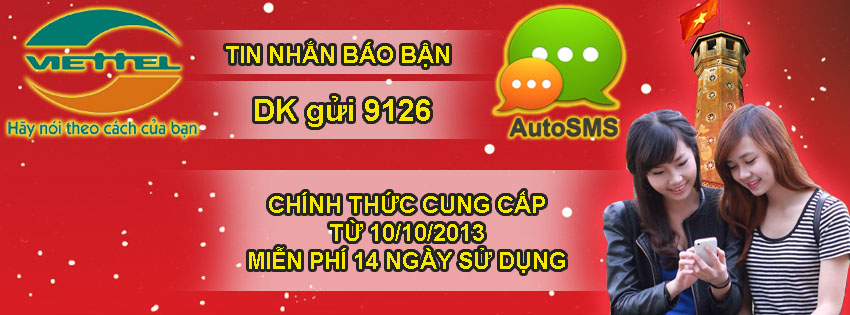 VIETTEL
Hãy nói theo cách của bạn
TIN NHẮN BÁO BẬN
DK gửi 9126
AutoSMS
CHÍNH THỨC CUNG CẤP
TỪ 10/10/2013
MIỄN PHÍ 14 NGÀY SỬ DỤNG